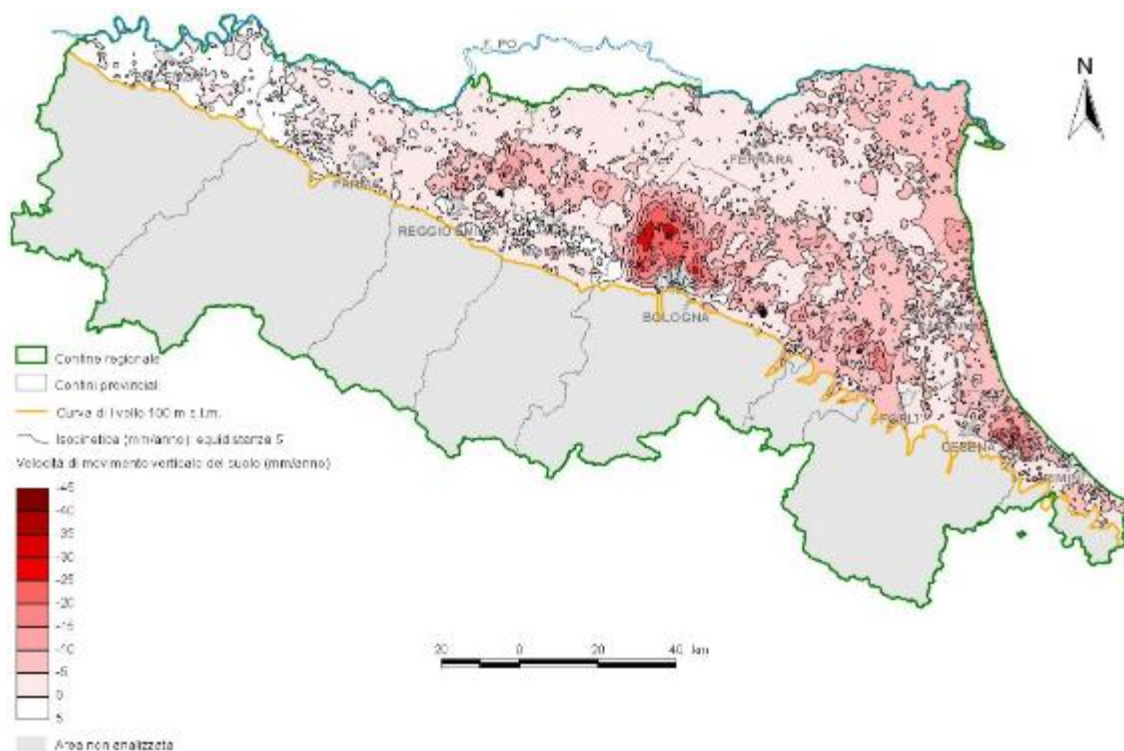 F. PO
N
FERRARA
PARMA
REGGIO EMILIA
BOLOGNA
FORLI'
CESENA
RIMINI
Confine regionale
Confini provinciali
Curva di livello 100 m s.l.m.
Isocinetica (mm/anno): equidistanza 5
Velocità di movimento verticale del suolo (mm/anno)
-45
-40
-35
-30
-25
-20
-15
-10
-5
0
5
20 0 20 40 km
Area non analizzata